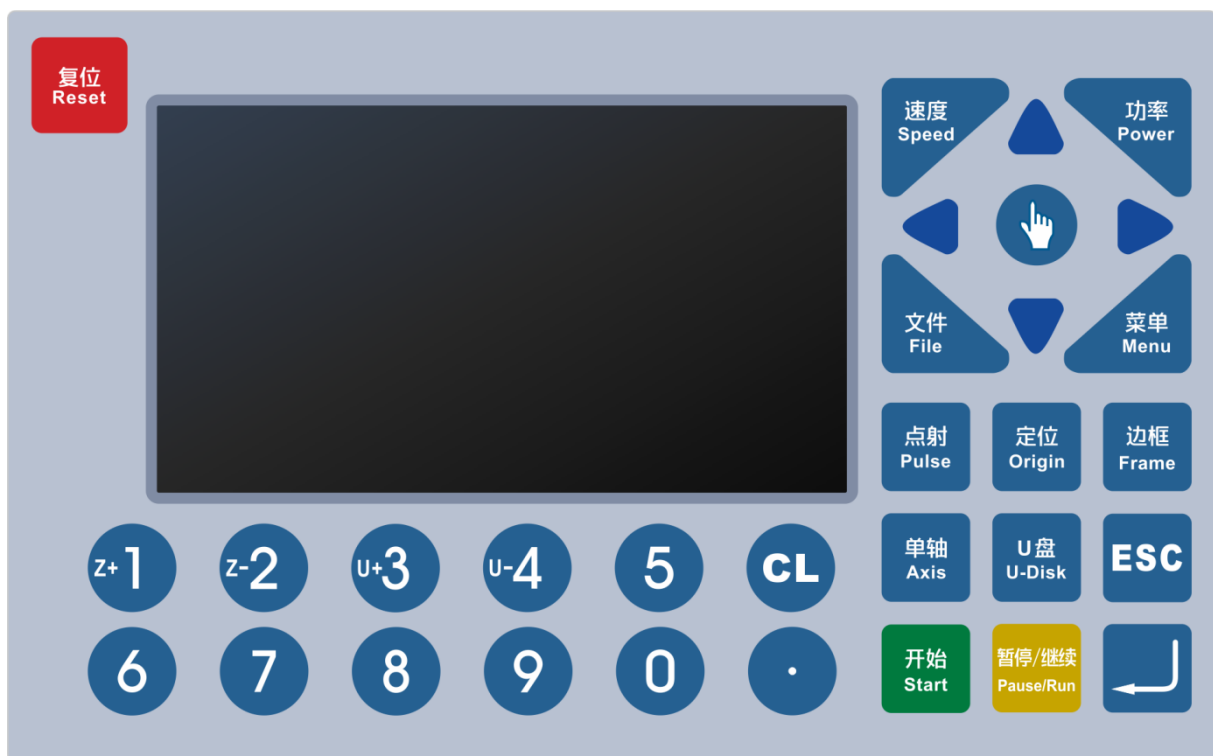 复位
Reset
速度
Speed
功率
Power
文件
File
菜单
Menu
点射
Pulse
定位
Origin
边框
Frame
Z+1
Z-2
U+3
U-4
5
CL
单轴
Axis
U盘
U-Disk
ESC
6
7
8
9
0
·
开始
Start
暂停/继续
Pause/Run